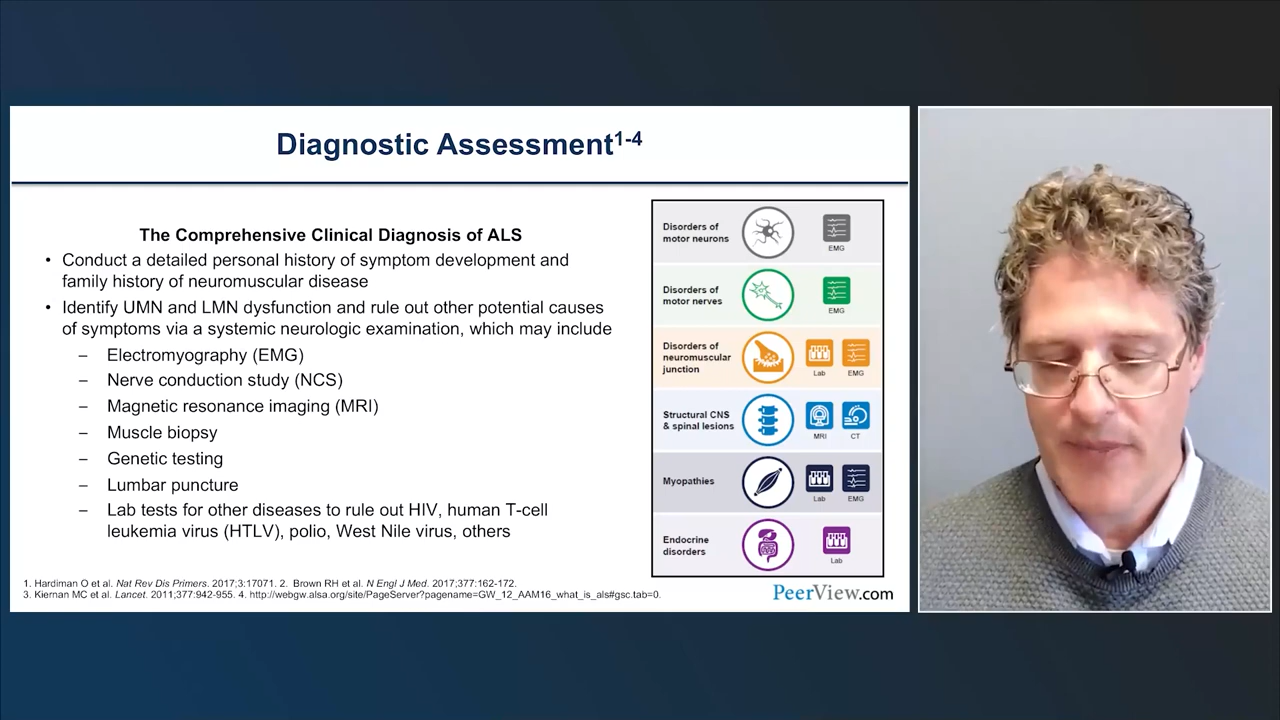 Diagnostic Assessment1-4
The Comprehensive Clinical Diagnosis of ALS
• Conduct a detailed personal history of symptom development and
family history of neuromuscular disease
• Identify UMN and LMN dysfunction and rule out other potential causes
of symptoms via a systemic neurologic examination, which may include
– Electromyography (EMG)
– Nerve conduction study (NCS)
– Magnetic resonance imaging (MRI)
– Muscle biopsy
– Genetic testing
– Lumbar puncture
– Lab tests for other diseases to rule out HIV, human T-cell
leukemia virus (HTLV), polio, West Nile virus, others
Disorders of
motor neurons
EMG
Disorders of
motor nerves
EMG
Disorders of
neuromuscular
junction
Lab EMG
Structural CNS
& spinal lesions
MRI CT
Myopathies
Lab EMG
Endocrine
disorders
Lab
1. Hardiman O et al. Nat Rev Dis Primers. 2017;3:17071. 2. Brown RH et al. N Engl J Med. 2017;377:162-172.
3. Kiernan MC et al. Lancet. 2011;377:942-955. 4. http://webgw.alsa.org/site/PageServer?pagename=GW_12_AAM16_what_is_als#gsc.tab=0.
PeerView.com